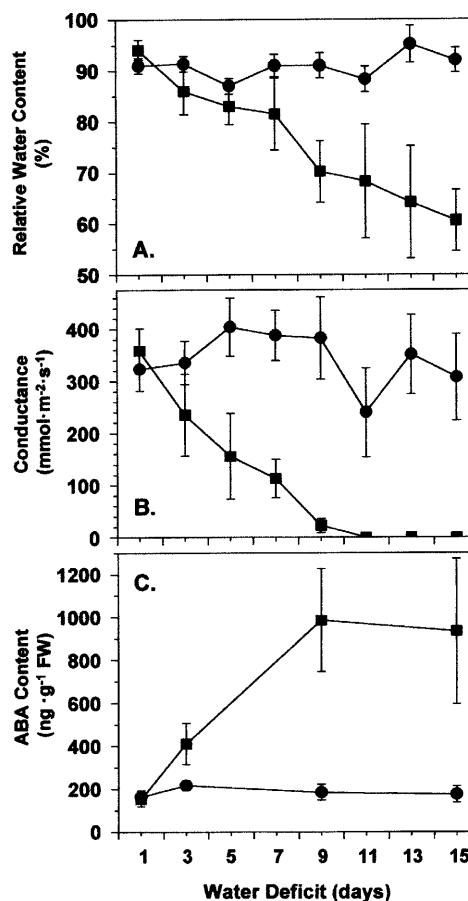 100
90
80
70
60
50
Relative Water Content
(%)
A.
400
300
200
100
0
Conductance
(mmol·m-2·s-1)
B.
1200
1000
800
600
400
200
0
ABA Content
(ng ·g-1 FW)
C.
1 3 5 7 9 11 13 15
Water Deficit (days)